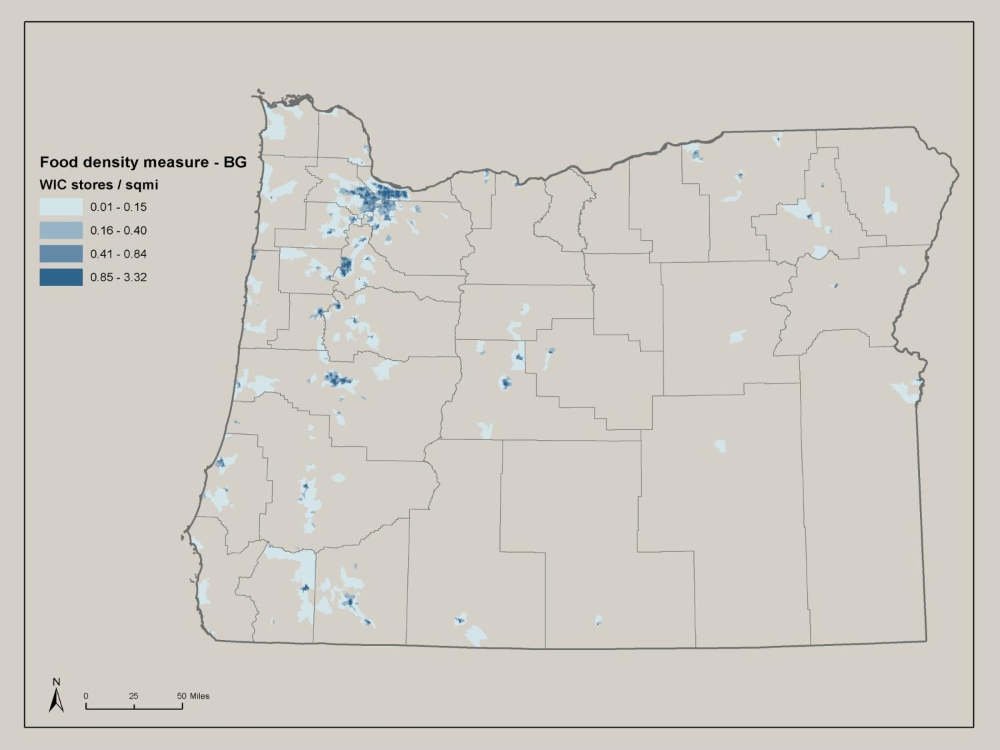 Food density measure - BG
WIC stores / sqmi
0.01 - 0.15
0.16 - 0.40
0.41 - 0.84
0.85 - 3.32
N
0 25 50 Miles